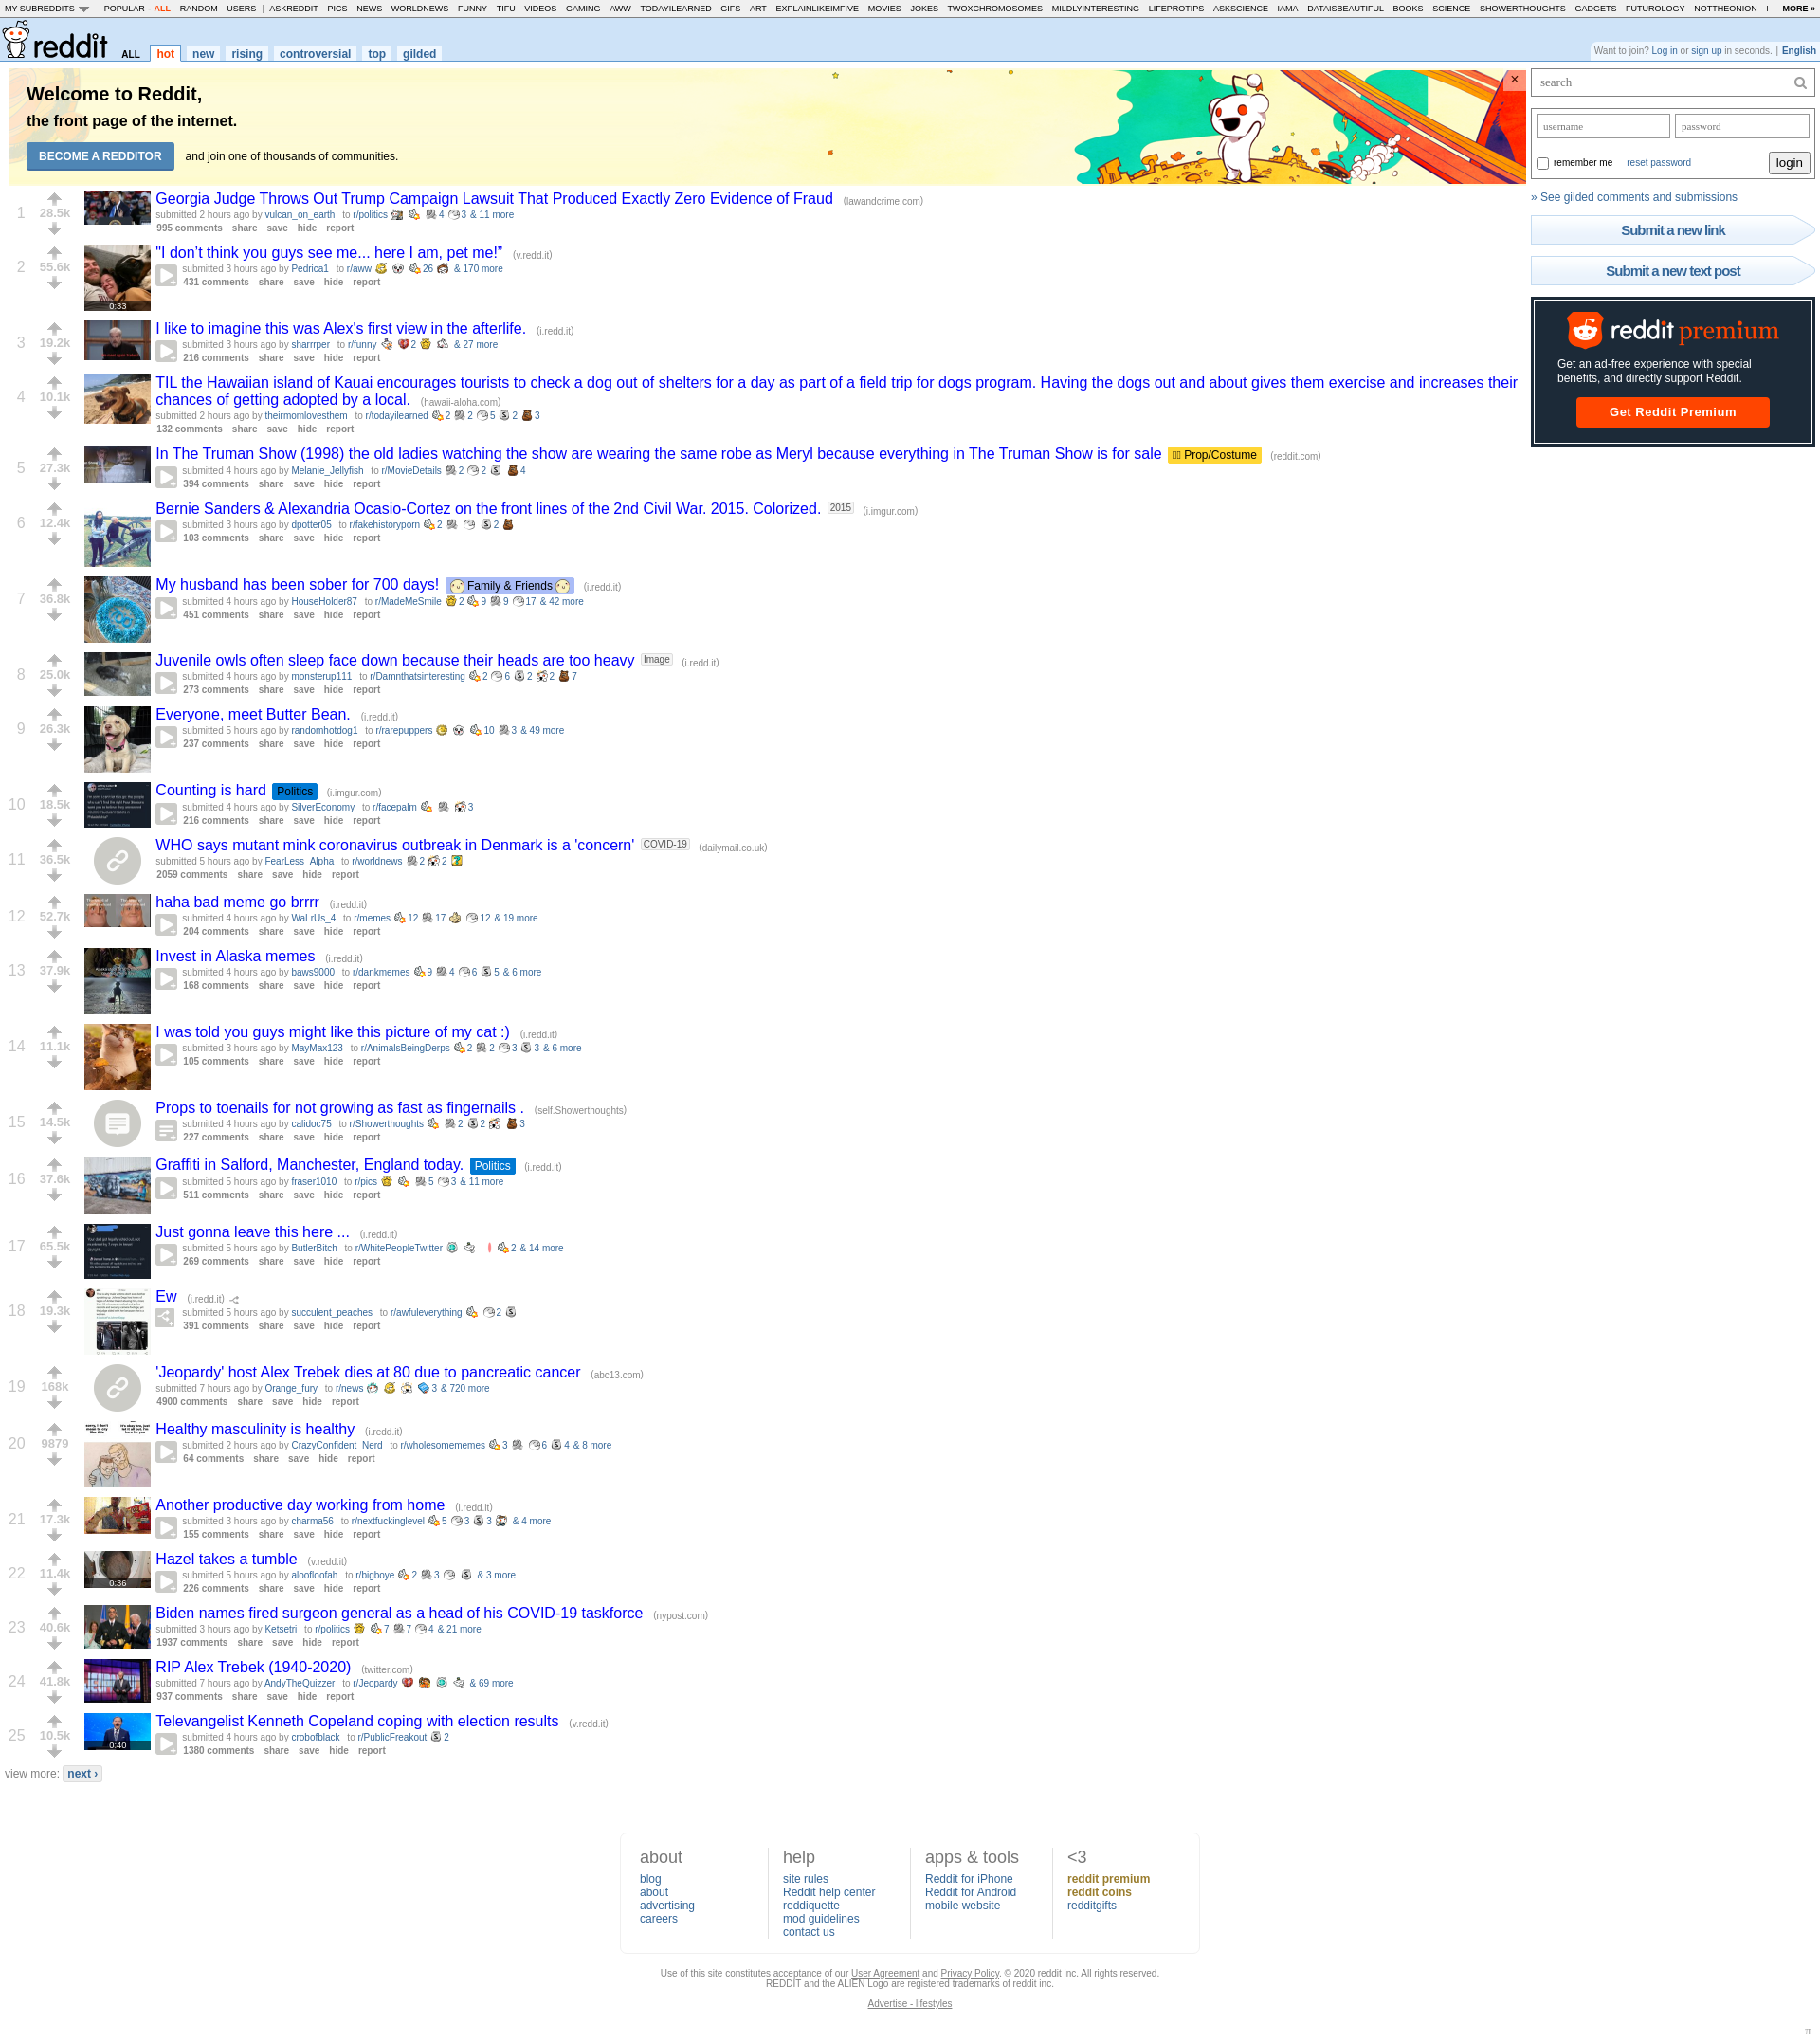 MY SUBREDDITS POPULAR - ALL - RANDOM - USERS | ASKREDDIT - PICS - NEWS - WORLDNEWS - FUNNY - TIFU - VIDEOS - GAMING - AWW - TODAYILEARNED - GIFS - ART - EXPLAINLIKEIMFIVE - MOVIES - JOKES - TWOXCHROMOSOMES - MILDLYINTERESTING - LIFEPROTIPS - ASKSCIENCE - IAMA - DATAISBEAUTIFUL - BOOKS - SCIENCE - SHOWERTHOUGHTS - GADGETS - FUTUROLOGY - NOTTHEONION - I MORE »
reddit ALL hot new rising controversial top gilded
Want to join? Log in or sign up in seconds. | English
Welcome to Reddit,
the front page of the internet.
BECOME A REDDITOR and join one of thousands of communities.
×
search
username password
remember me reset password login
» See gilded comments and submissions
Submit a new link
Submit a new text post
reddit premium
Get an ad-free experience with special
benefits, and directly support Reddit.
Get Reddit Premium
1 28.5k Georgia Judge Throws Out Trump Campaign Lawsuit That Produced Exactly Zero Evidence of Fraud (lawandcrime.com)
submitted 2 hours ago by vulcan_on_earth to r/politics 4 3 & 11 more
995 comments share save hide report
2 55.6k "I don't think you guys see me... here I am, pet me!" (v.redd.it)
submitted 3 hours ago by Pedrica1 to r/aww 26 & 170 more
431 comments share save hide report
0:33
3 19.2k I like to imagine this was Alex's first view in the afterlife. (i.redd.it)
submitted 3 hours ago by sharrrper to r/funny 2 & 27 more
216 comments share save hide report
4 10.1k TIL the Hawaiian island of Kauai encourages tourists to check a dog out of shelters for a day as part of a field trip for dogs program. Having the dogs out and about gives them exercise and increases their
chances of getting adopted by a local. (hawaii-aloha.com)
submitted 2 hours ago by theirmomlovesthem to r/todayilearned 2 2 5 2 3
132 comments share save hide report
5 27.3k In The Truman Show (1998) the old ladies watching the show are wearing the same robe as Meryl because everything in The Truman Show is for sale Prop/Costume (reddit.com)
submitted 4 hours ago by Melanie_Jellyfish to r/MovieDetails 2 2 4
394 comments share save hide report
6 12.4k Bernie Sanders & Alexandria Ocasio-Cortez on the front lines of the 2nd Civil War. 2015. Colorized. 2015 (i.imgur.com)
submitted 3 hours ago by dpotter05 to r/fakehistoryporn 2 2
103 comments share save hide report
7 36.8k My husband has been sober for 700 days! Family & Friends (i.redd.it)
submitted 4 hours ago by HouseHolder87 to r/MadeMeSmile 2 9 9 17 & 42 more
451 comments share save hide report
8 25.0k Juvenile owls often sleep face down because their heads are too heavy Image (i.redd.it)
submitted 4 hours ago by monsterup111 to r/Damnthatsinteresting 2 6 2 2 7
273 comments share save hide report
9 26.3k Everyone, meet Butter Bean. (i.redd.it)
submitted 5 hours ago by randomhotdog1 to r/rarepuppers 10 3 & 49 more
237 comments share save hide report
10 18.5k Counting is hard Politics (i.imgur.com)
submitted 4 hours ago by SilverEconomy to r/facepalm 3
216 comments share save hide report
11 36.5k WHO says mutant mink coronavirus outbreak in Denmark is a 'concern' COVID-19 (dailymail.co.uk)
submitted 5 hours ago by FearLess_Alpha to r/worldnews 2 2
2059 comments share save hide report
12 52.7k haha bad meme go brrrr (i.redd.it)
submitted 4 hours ago by WaLrUs_4 to r/memes 12 17 12 & 19 more
204 comments share save hide report
13 37.9k Invest in Alaska memes (i.redd.it)
submitted 4 hours ago by baws9000 to r/dankmemes 9 4 6 5 & 6 more
168 comments share save hide report
14 11.1k I was told you guys might like this picture of my cat :) (i.redd.it)
submitted 3 hours ago by MayMax123 to r/AnimalsBeingDerps 2 2 3 3 & 6 more
105 comments share save hide report
15 14.5k Props to toenails for not growing as fast as fingernails . (self.Showerthoughts)
submitted 4 hours ago by calidoc75 to r/Showerthoughts 2 2 3
227 comments share save hide report
16 37.6k Graffiti in Salford, Manchester, England today. Politics (i.redd.it)
submitted 5 hours ago by fraser1010 to r/pics 5 3 & 11 more
511 comments share save hide report
17 65.5k Just gonna leave this here ... (i.redd.it)
submitted 5 hours ago by ButlerBitch to r/WhitePeopleTwitter 2 & 14 more
269 comments share save hide report
18 19.3k Ew (i.redd.it)
submitted 5 hours ago by succulent_peaches to r/awfuleverything 2
391 comments share save hide report
19 168k 'Jeopardy' host Alex Trebek dies at 80 due to pancreatic cancer (abc13.com)
submitted 7 hours ago by Orange_fury to r/news 3 & 720 more
4900 comments share save hide report
20 9879 Healthy masculinity is healthy (i.redd.it)
submitted 2 hours ago by CrazyConfident_Nerd to r/wholesomememes 3 6 4 & 8 more
64 comments share save hide report
21 17.3k Another productive day working from home (i.redd.it)
submitted 3 hours ago by charma56 to r/nextfuckinglevel 5 3 3 & 4 more
155 comments share save hide report
22 11.4k Hazel takes a tumble (v.redd.it)
submitted 5 hours ago by aloofloofah to r/bigboye 2 3 & 3 more
226 comments share save hide report
0:36
23 40.6k Biden names fired surgeon general as a head of his COVID-19 taskforce (nypost.com)
submitted 3 hours ago by Ketsetri to r/politics 7 7 4 & 21 more
1937 comments share save hide report
24 41.8k RIP Alex Trebek (1940-2020) (twitter.com)
submitted 7 hours ago by AndyTheQuizzer to r/Jeopardy & 69 more
937 comments share save hide report
25 10.5k Televangelist Kenneth Copeland coping with election results (v.redd.it)
submitted 4 hours ago by crobofblack to r/PublicFreakout 2
1380 comments share save hide report
0:40
view more: next ›
about
blog
about
advertising
careers
help
site rules
Reddit help center
reddiquette
mod guidelines
contact us
apps & tools
Reddit for iPhone
Reddit for Android
mobile website
<3
reddit premium
reddit coins
redditgifts
Use of this site constitutes acceptance of our User Agreement and Privacy Policy. © 2020 reddit inc. All rights reserved.
REDDIT and the ALIEN Logo are registered trademarks of reddit inc.
Advertise - lifestyles
π